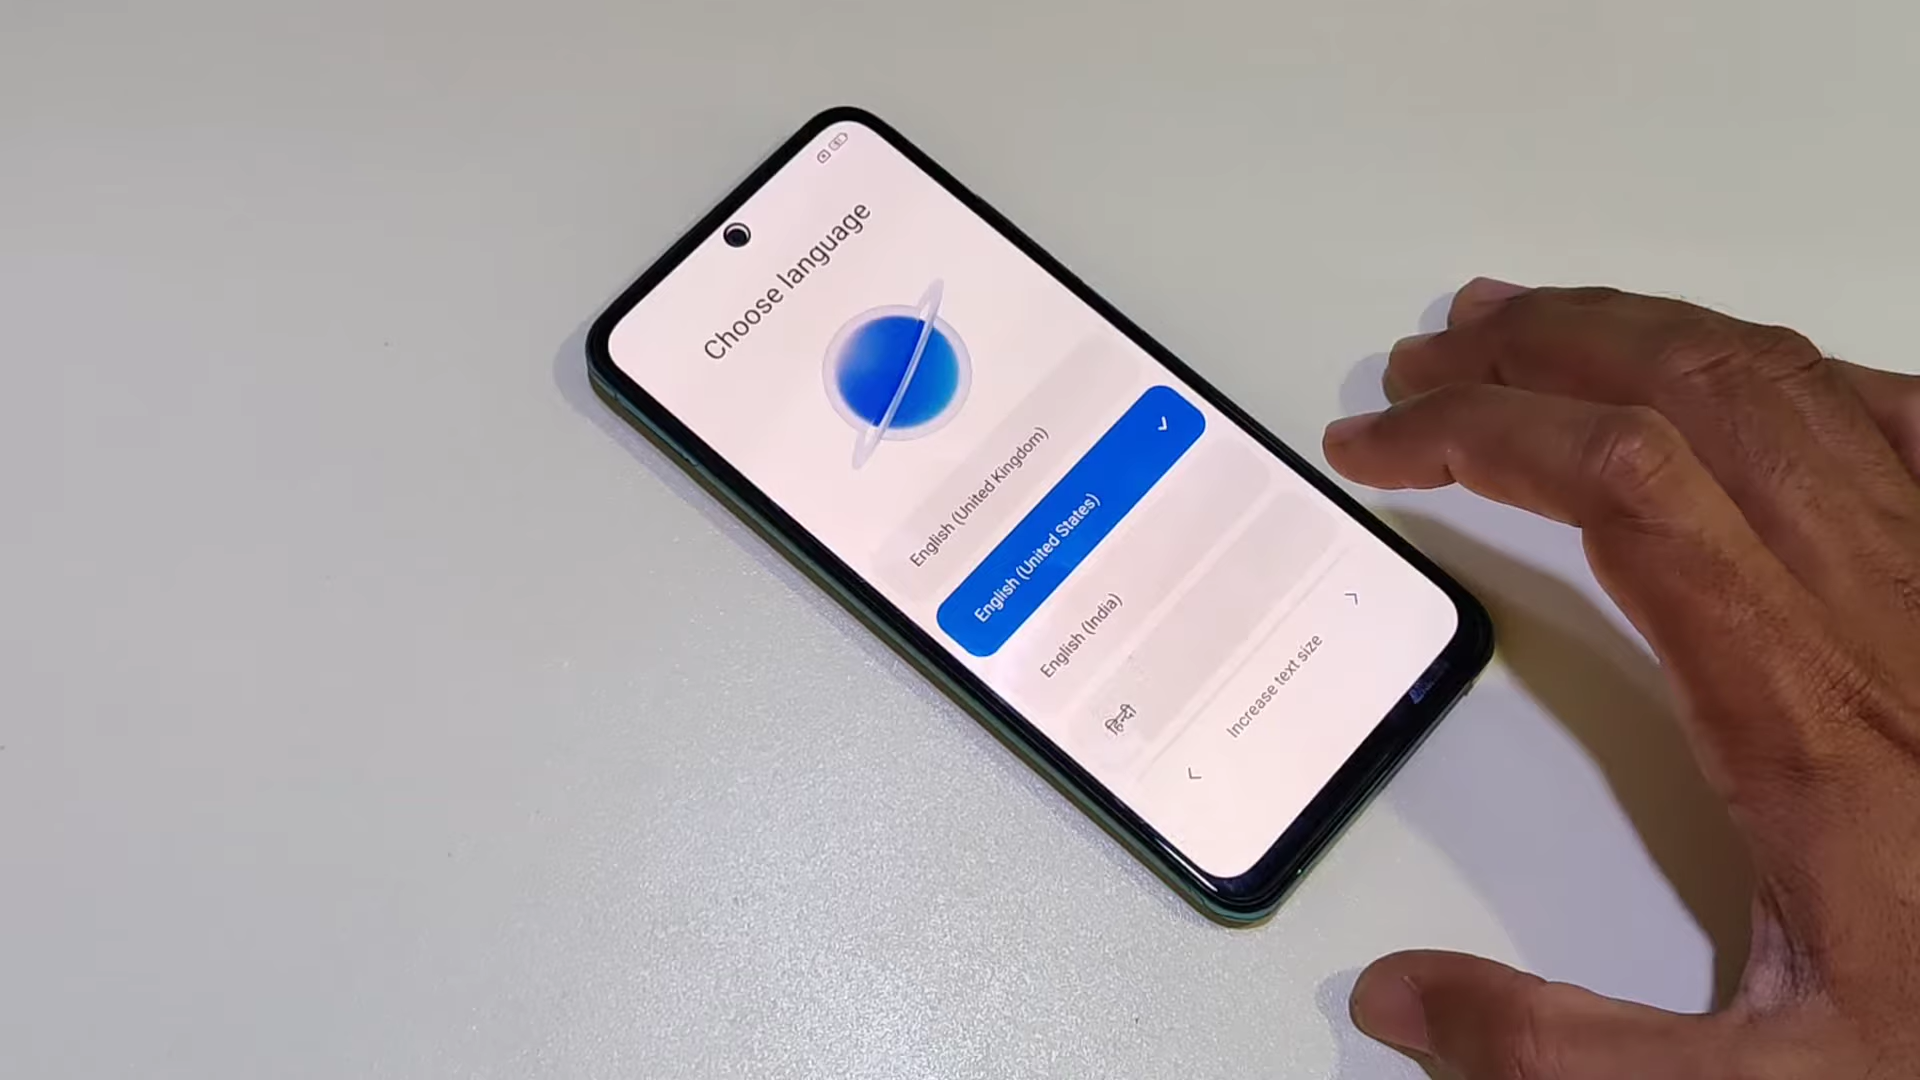 Choose language
English (United Kingdom)
English (United States)
English (India)
हिन्दी
Increase text size